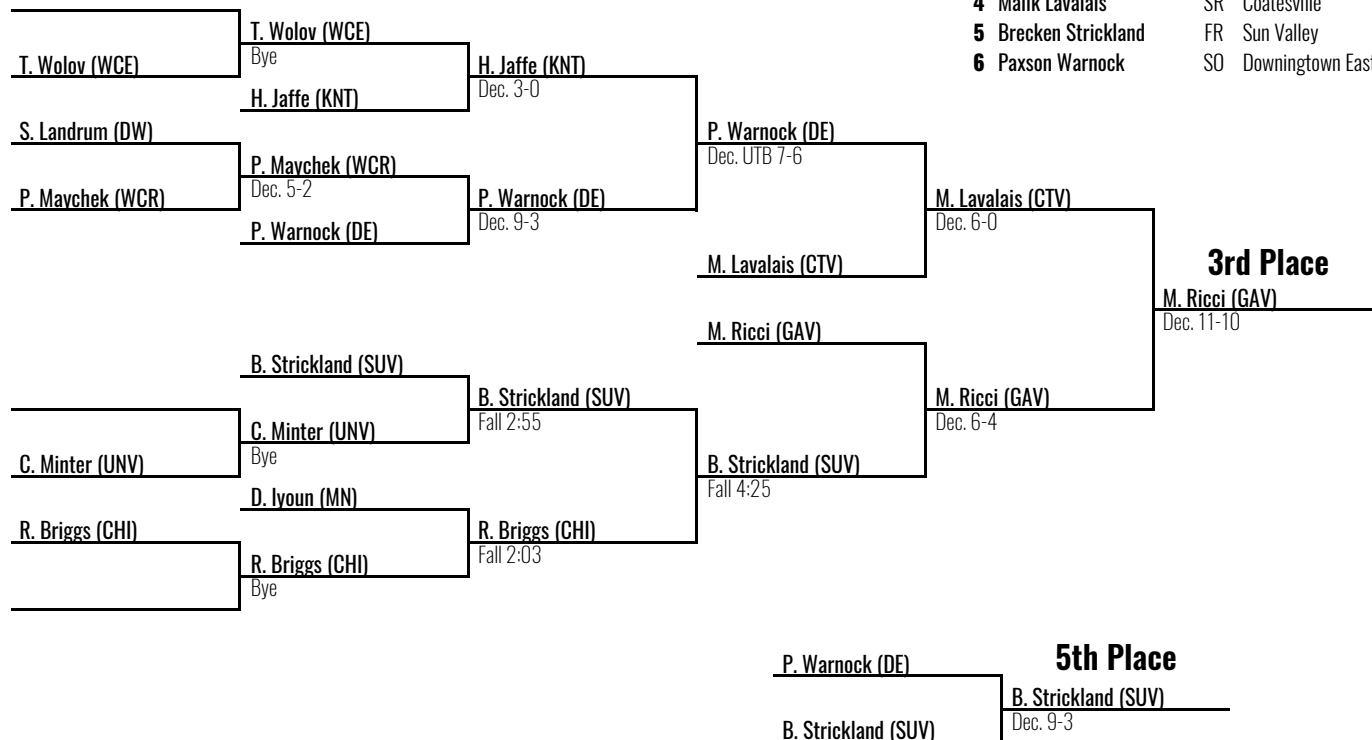 4 Malik Lavalais SR Coatesville
5 Brecken Strickland FR Sun Valley
6 Paxson Warnock SO Downingtown East
T. Wolov (WCE)
Bye
T. Wolov (WCE)
H. Jaffe (KNT)
Dec. 3-0
H. Jaffe (KNT)
S. Landrum (DW)
P. Warnock (DE)
Dec. UTB 7-6
P. Maychek (WCR)
Dec. 5-2
P. Maychek (WCR)
P. Warnock (DE)
Dec. 9-3
M. Lavalais (CTV)
Dec. 6-0
P. Warnock (DE)
M. Lavalais (CTV)
3rd Place
M. Ricci (GAV)
Dec. 11-10
M. Ricci (GAV)
B. Strickland (SUV)
B. Strickland (SUV)
Fall 2:55
M. Ricci (GAV)
Dec. 6-4
C. Minter (UNV)
Bye
C. Minter (UNV)
B. Strickland (SUV)
Fall 4:25
D. Iyoun (MN)
R. Briggs (CHI)
R. Briggs (CHI)
Fall 2:03
R. Briggs (CHI)
Bye
5th Place
P. Warnock (DE)
B. Strickland (SUV)
Dec. 9-3
B. Strickland (SUV)